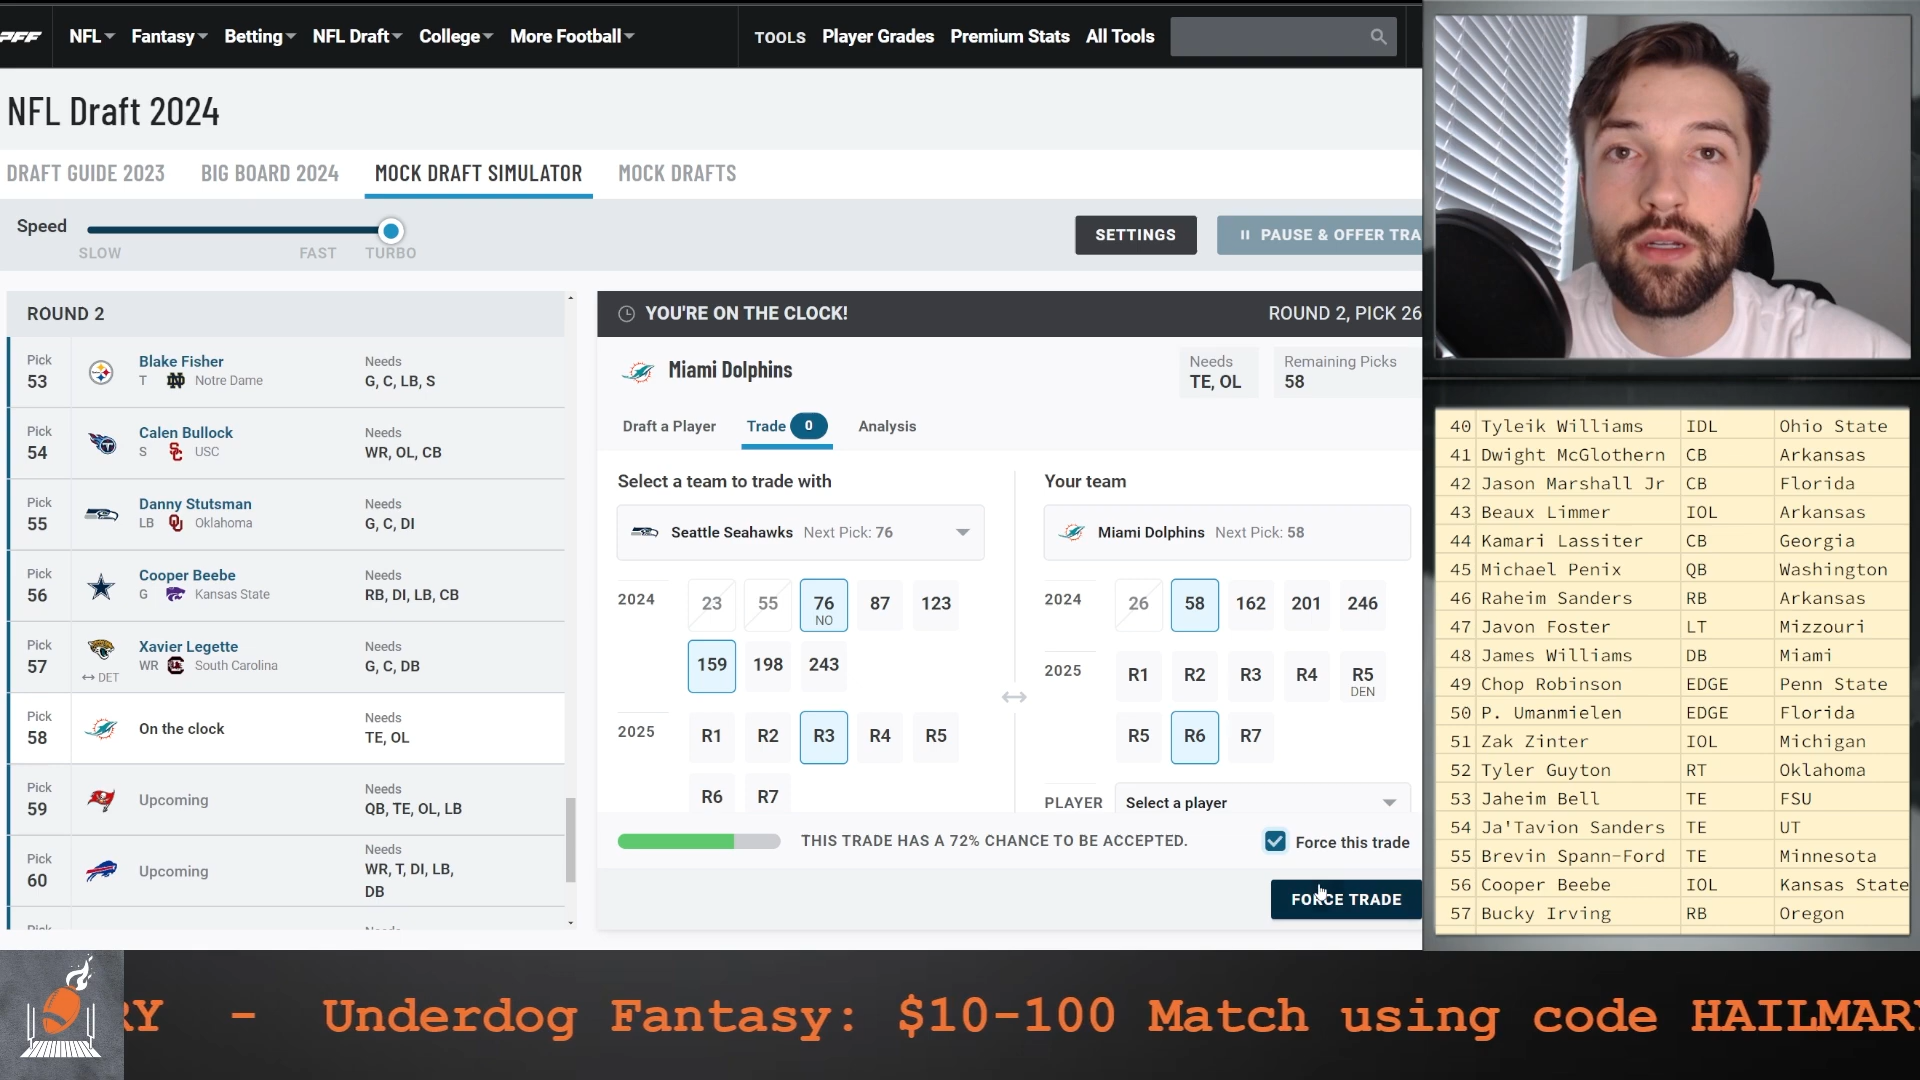 PFF NFL Fantasy Betting NFL Draft College More Football TOOLS Player Grades Premium Stats All Tools
NFL Draft 2024
DRAFT GUIDE 2023 BIG BOARD 2024 MOCK DRAFT SIMULATOR MOCK DRAFTS
Speed
SLOW FAST TURBO
SETTINGS
PAUSE & OFFER TRA
ROUND 2
Pick 53 Blake Fisher T Notre Dame Needs G, C, LB, S
Pick 54 Calen Bullock S USC Needs WR, OL, CB
Pick 55 Danny Stutsman LB Oklahoma Needs G, C, DI
Pick 56 Cooper Beebe G Kansas State Needs RB, DI, LB, CB
Pick 57 ↔ DET Xavier Legette WR South Carolina Needs G, C, DB
Pick 58 On the clock Needs TE, OL
Pick 59 Upcoming Needs QB, TE, OL, LB
Pick 60 Upcoming Needs WR, T, DI, LB, DB
YOU'RE ON THE CLOCK! ROUND 2, PICK 26
Miami Dolphins
Needs TE, OL
Remaining Picks 58
Draft a Player Trade 0 Analysis
Select a team to trade with
Seattle Seahawks Next Pick: 76
2024 23 55 76 NO 87 123
159 198 243
2025 R1 R2 R3 R4 R5
R6 R7
Your team
Miami Dolphins Next Pick: 58
2024 26 58 162 201 246
2025 R1 R2 R3 R4 R5 DEN
R5 R6 R7
PLAYER Select a player
THIS TRADE HAS A 72% CHANCE TO BE ACCEPTED.
Force this trade
FORCE TRADE
40 Tyleik Williams IDL Ohio State
41 Dwight McGlothern CB Arkansas
42 Jason Marshall Jr CB Florida
43 Beaux Limmer IOL Arkansas
44 Kamari Lassiter CB Georgia
45 Michael Penix QB Washington
46 Raheim Sanders RB Arkansas
47 Javon Foster LT Mizzouri
48 James Williams DB Miami
49 Chop Robinson EDGE Penn State
50 P. Umanmielen EDGE Florida
51 Zak Zinter IOL Michigan
52 Tyler Guyton RT Oklahoma
53 Jaheim Bell TE FSU
54 Ja'Tavion Sanders TE UT
55 Brevin Spann-Ford TE Minnesota
56 Cooper Beebe IOL Kansas State
57 Bucky Irving RB Oregon
RY - Underdog Fantasy: $10-100 Match using code HAILMAR